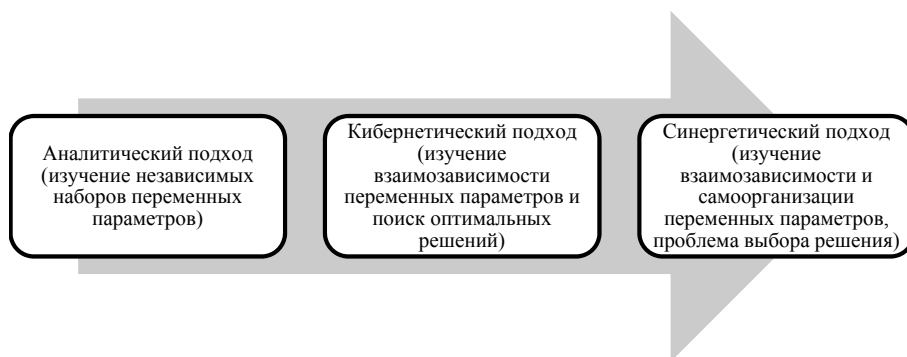 Аналитический подход
(изучение независимых
наборов переменных
параметров)
Кибернетический подход
(изучение
взаимозависимости
переменных параметров и
поиск оптимальных
решений)
Синергетический подход
(изучение
взаимозависимости и
самоорганизации
переменных параметров,
проблема выбора решения)